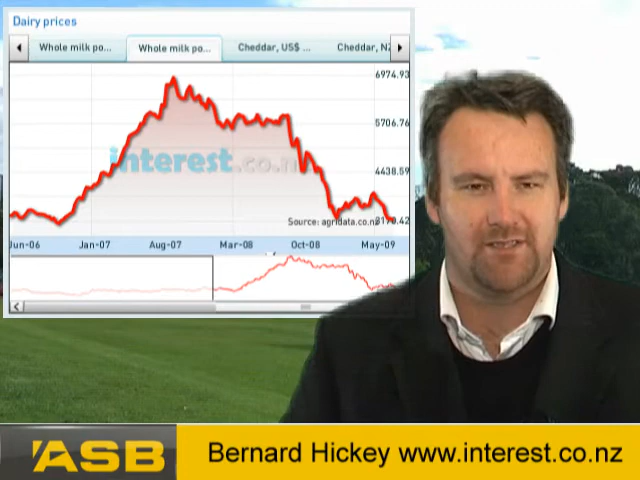 Dairy prices
Whole milk po... Whole milk po... Cheddar, US$ ... Cheddar, NZ
6974.93
5706.76
interest.co.n
4438.59
Source: agridata.co.nz
3170.42
Jun-06 Jan-07 Aug-07 Mar-08 Oct-08 May-09
ASB Bernard Hickey www.interest.co.nz